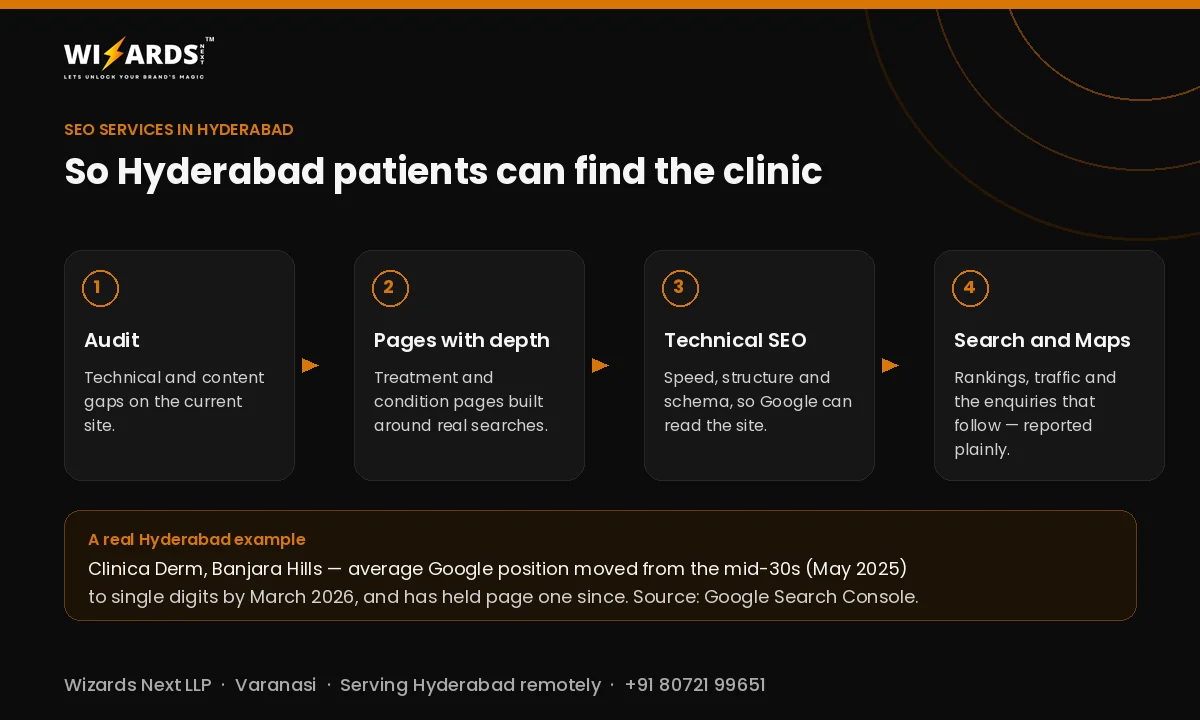 WIZARDS NEXT ™
LETS UNLOCK YOUR BRAND'S MAGIC
SEO SERVICES IN HYDERABAD
So Hyderabad patients can find the clinic
1
Audit
Technical and content
gaps on the current
site.
2
Pages with depth
Treatment and
condition pages built
around real searches.
3
Technical SEO
Speed, structure and
schema, so Google can
read the site.
4
Search and Maps
Rankings, traffic and
the enquiries that
follow — reported
plainly.
A real Hyderabad example
Clinica Derm, Banjara Hills — average Google position moved from the mid-30s (May 2025)
to single digits by March 2026, and has held page one since. Source: Google Search Console.
Wizards Next LLP · Varanasi · Serving Hyderabad remotely · +91 80721 99651